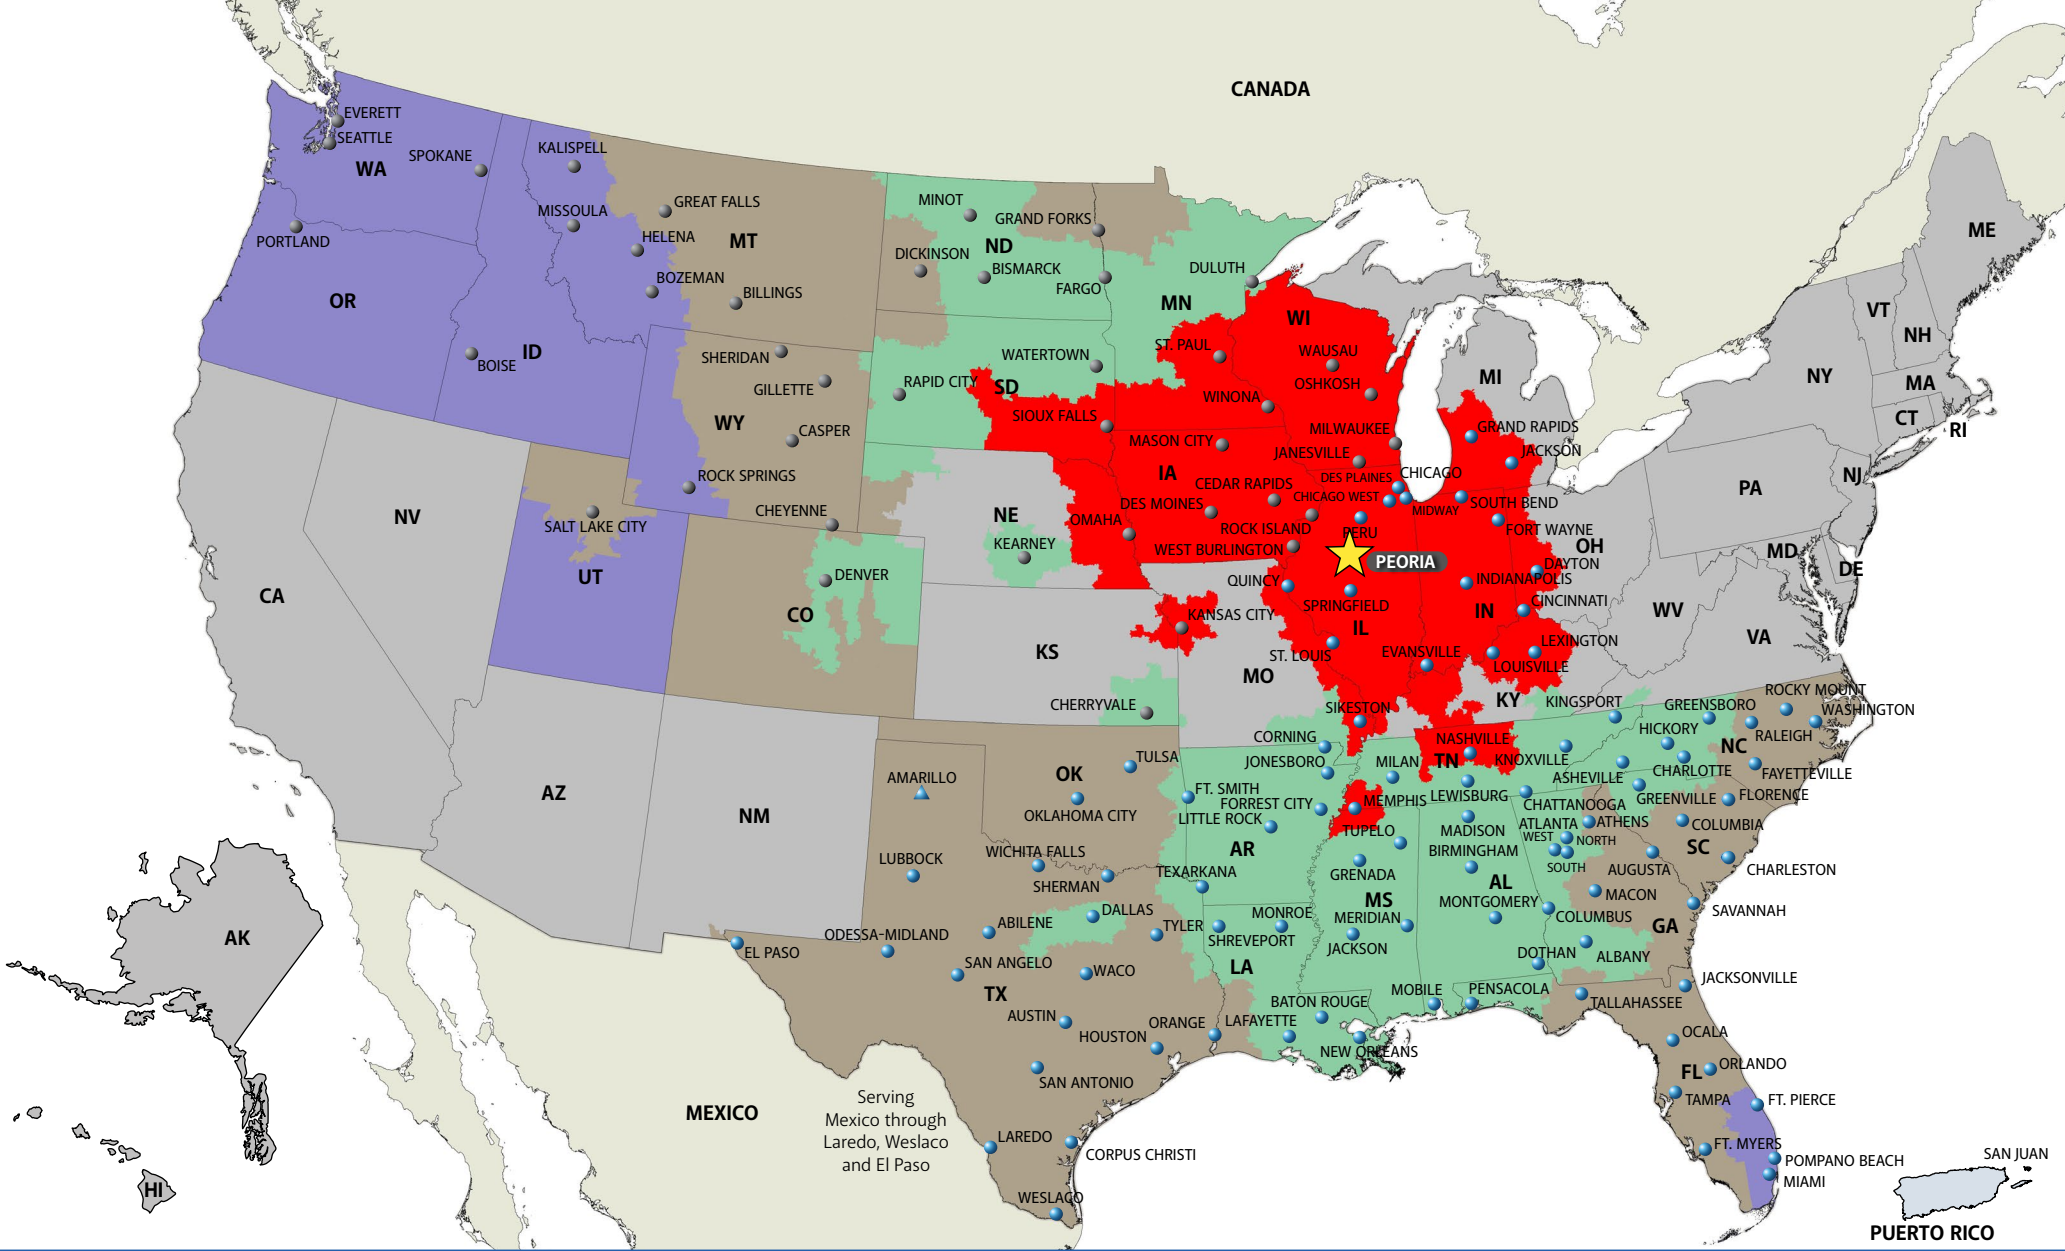 CANADA
EVERETT
SEATTLE
WA
SPOKANE
KALISPELL
MISSOULA
GREAT FALLS
HELENA
MT
PORTLAND
BOZEMAN
BILLINGS
OR
ID
BOISE
MINOT
GRAND FORKS
ND
DICKINSON
BISMARCK
FARGO
DULUTH
MN
WI
ST. PAUL
WAUSAU
OSHKOSH
WATERTOWN
RAPID CITY
SD
SIOUX FALLS
WINONA
MILWAUKEE
MASON CITY
JANESVILLE
SHERIDAN
GILLETTE
WY
CASPER
ROCK SPRINGS
CHEYENNE
MI
GRAND RAPIDS
JACKSON
ME
VT
NH
NY
MA
CT
RI
PA
NJ
MD
DE
IA
CEDAR RAPIDS
DES MOINES
DES PLAINES
CHICAGO
CHICAGO WEST
MIDWAY
SOUTH BEND
FORT WAYNE
ROCK ISLAND
PERU
WEST BURLINGTON
PEORIA
OMAHA
NE
KEARNEY
NV
SALT LAKE CITY
UT
CA
DENVER
CO
OH
DAYTON
INDIANAPOLIS
CINCINNATI
IN
QUINCY
SPRINGFIELD
IL
KANSAS CITY
ST. LOUIS
EVANSVILLE
LEXINGTON
LOUISVILLE
WV
VA
KS
MO
KY
CHERRYVALE
SIKESTON
KINGSPORT
GREENSBORO
ROCKY MOUNT
WASHINGTON
HICKORY
NC
RALEIGH
CORNING
JONESBORO
NASHVILLE
TN
MILAN
KNOXVILLE
ASHEVILLE
CHARLOTTE
FAYETTEVILLE
TULSA
OK
OKLAHOMA CITY
AMARILLO
AZ
NM
FT. SMITH
FORREST CITY
LITTLE ROCK
MEMPHIS
LEWISBURG
CHATTANOOGA
GREENVILLE
FLORENCE
TUPELO
MADISON
ATLANTA
WEST
NORTH
SOUTH
ATHENS
COLUMBIA
SC
AR
BIRMINGHAM
AUGUSTA
CHARLESTON
LUBBOCK
WICHITA FALLS
SHERMAN
TEXARKANA
GRENADA
MS
AL
MACON
MONTGOMERY
COLUMBUS
SAVANNAH
GA
DALLAS
ABILENE
TYLER
MONROE
SHREVEPORT
MERIDIAN
JACKSON
ODESSA-MIDLAND
EL PASO
SAN ANGELO
WACO
TX
LA
DOTHAN
ALBANY
JACKSONVILLE
AUSTIN
HOUSTON
ORANGE
LAFAYETTE
BATON ROUGE
MOBILE
PENSACOLA
TALLAHASSEE
NEW ORLEANS
OCALA
ORLANDO
FL
SAN ANTONIO
TAMPA
FT. PIERCE
AK
HI
MEXICO
Serving
Mexico through
Laredo, Weslaco
and El Paso
LAREDO
CORPUS CHRISTI
WESLACO
FT. MYERS
POMPANO BEACH
MIAMI
SAN JUAN
PUERTO RICO